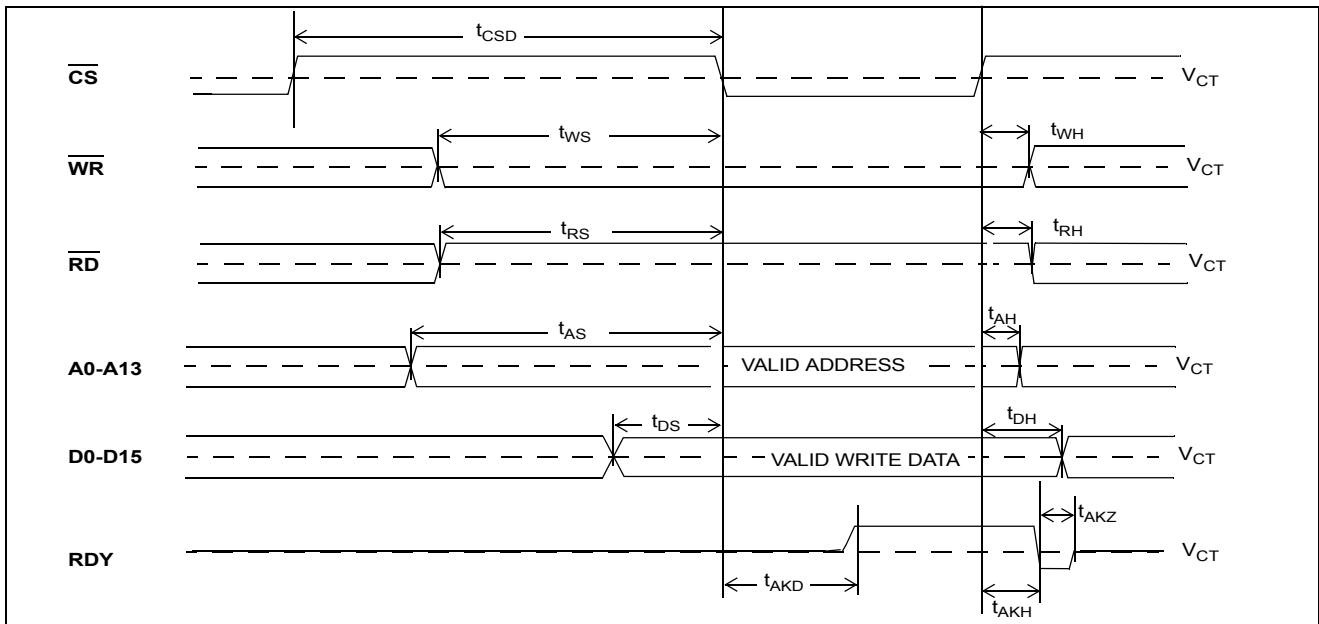 tCSD
CS VCT
tWS tWH
WR VCT
tRS tRH
RD VCT
tAS tAH
A0-A13 VALID ADDRESS VCT
tDS tDH
D0-D15 VALID WRITE DATA VCT
tAKZ
RDY VCT
tAKD tAKH